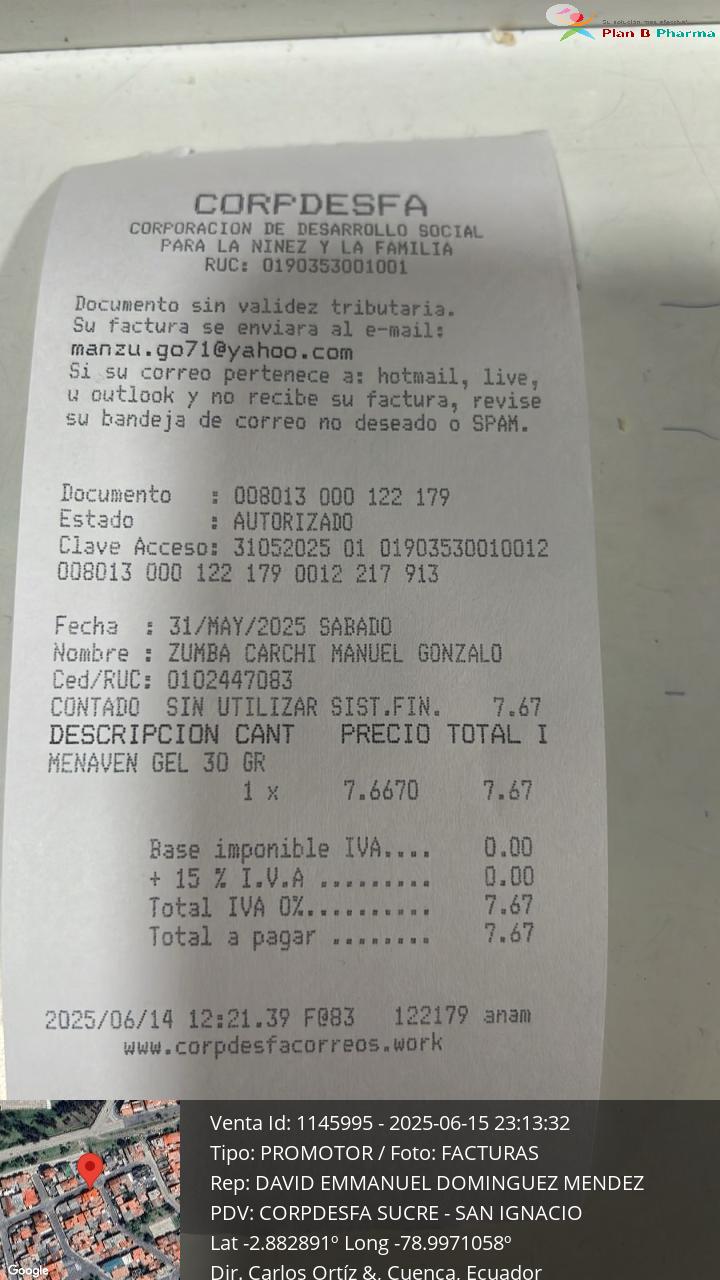 Su solución, mas efectiva!
Plan B Pharma
CORPDESFA
CORPORACION DE DESARROLLO SOCIAL
PARA LA NINEZ Y LA FAMILIA
RUC: 0190353001001
Documento sin validez tributaria.
Su factura se enviara al e-mail:
manzu.go71@yahoo.com
Si su correo pertenece a: hotmail, live,
u outlook y no recibe su factura, revise
su bandeja de correo no deseado o SPAM.
Documento : 008013 000 122 179
Estado : AUTORIZADO
Clave Acceso: 31052025 01 01903530010012
008013 000 122 179 0012 217 913
Fecha : 31/MAY/2025 SABADO
Nombre : ZUMBA CARCHI MANUEL GONZALO
Ced/RUC: 0102447083
CONTADO SIN UTILIZAR SIST.FIN. 7.67
DESCRIPCION CANT PRECIO TOTAL I
MENAVEN GEL 30 GR
1 x 7.6670 7.67
Base imponible IVA.... 0.00
+ 15 % I.V.A ......... 0.00
Total IVA 0%.......... 7.67
Total a pagar ........ 7.67
2025/06/14 12:21.39 F@83 122179 anam
www.corpdesfacorreos.work
Venta Id: 1145995 - 2025-06-15 23:13:32
Tipo: PROMOTOR / Foto: FACTURAS
Rep: DAVID EMMANUEL DOMINGUEZ MENDEZ
PDV: CORPDESFA SUCRE - SAN IGNACIO
Lat -2.882891º Long -78.9971058º
Dir. Carlos Ortíz &, Cuenca, Ecuador
Google